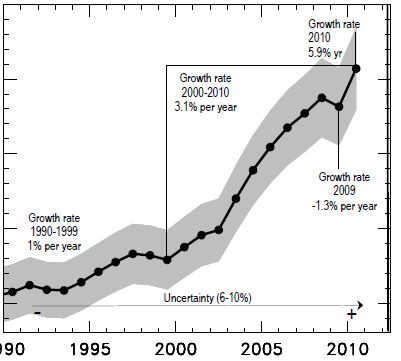 Growth rate
2010
5.9% yr
Growth rate
2000-2010
3.1% per year
Growth rate
2009
-1.3% per year
Growth rate
1990-1999
1% per year
Uncertainty (6-10%)
- +
90 1995 2000 2005 2010